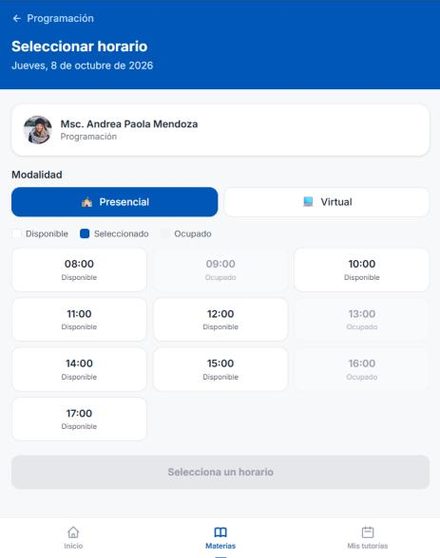 ← Programación
Seleccionar horario
Jueves, 8 de octubre de 2026
Msc. Andrea Paola Mendoza
Programación
Modalidad
Presencial
Virtual
Disponible
Seleccionado
Ocupado
08:00
Disponible
09:00
Ocupado
10:00
Disponible
11:00
Disponible
12:00
Disponible
13:00
Ocupado
14:00
Disponible
15:00
Disponible
16:00
Ocupado
17:00
Disponible
Selecciona un horario
Inicio
Materias
Mis tutorías